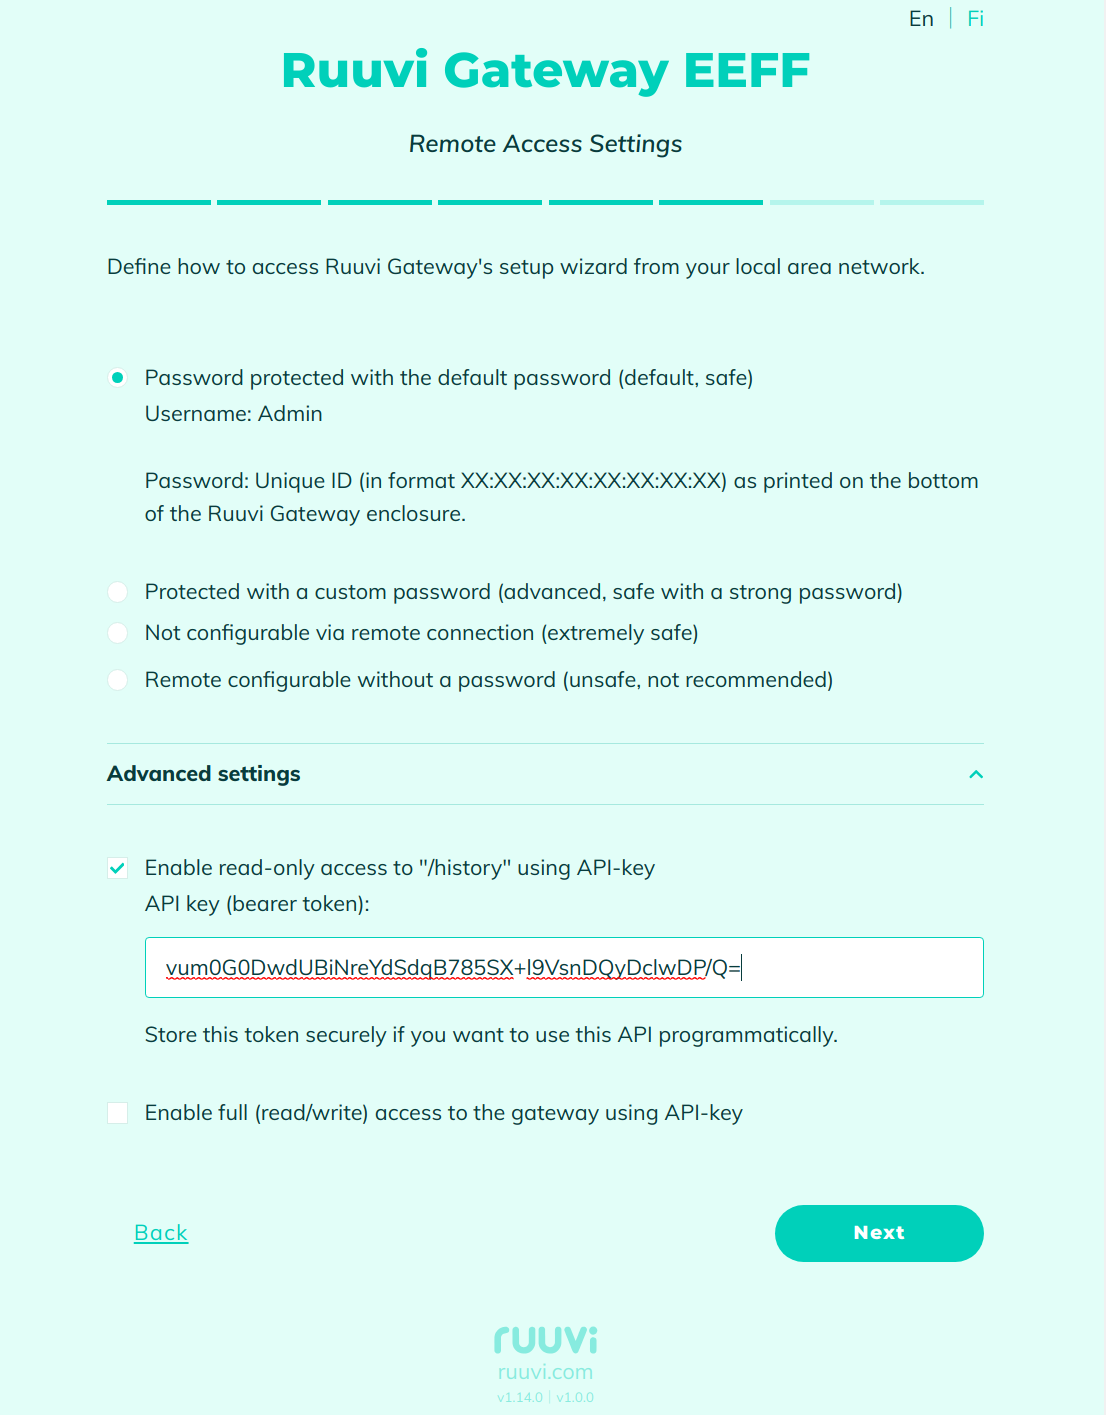 En | Fi
Ruuvi Gateway EEFF
Remote Access Settings
Define how to access Ruuvi Gateway's setup wizard from your local area network.
Password protected with the default password (default, safe)
Username: Admin
Password: Unique ID (in format XX:XX:XX:XX:XX:XX:XX:XX) as printed on the bottom
of the Ruuvi Gateway enclosure.
Protected with a custom password (advanced, safe with a strong password)
Not configurable via remote connection (extremely safe)
Remote configurable without a password (unsafe, not recommended)
Advanced settings
Enable read-only access to "/history" using API-key
API key (bearer token):
vum0G0DwdUBiNreYdSdqB785SX+l9VsnDQyDclwDP/Q=
Store this token securely if you want to use this API programmatically.
Enable full (read/write) access to the gateway using API-key
Back
Next
ruuvi
ruuvi.com
v1.14.0 | v1.0.0